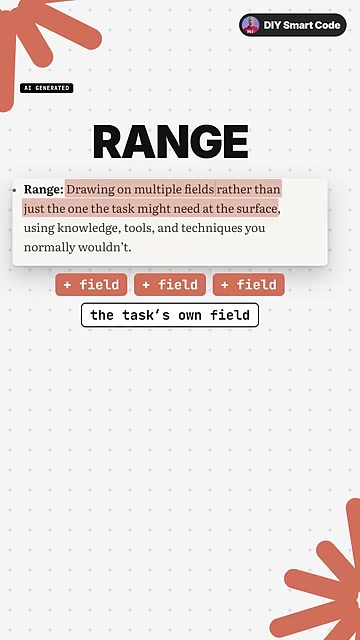 DIY Smart Code
AI GENERATED
RANGE
• Range: Drawing on multiple fields rather than
just the one the task might need at the surface,
using knowledge, tools, and techniques you
normally wouldn't.
+ field + field + field
the task's own field